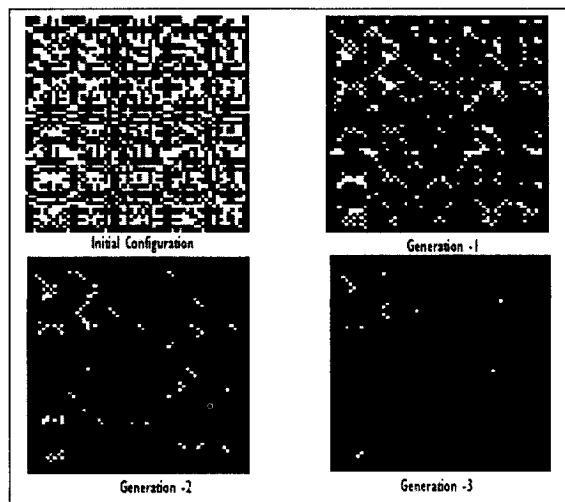 Initial Configuration
Generation -1
Generation -2
Generation -3